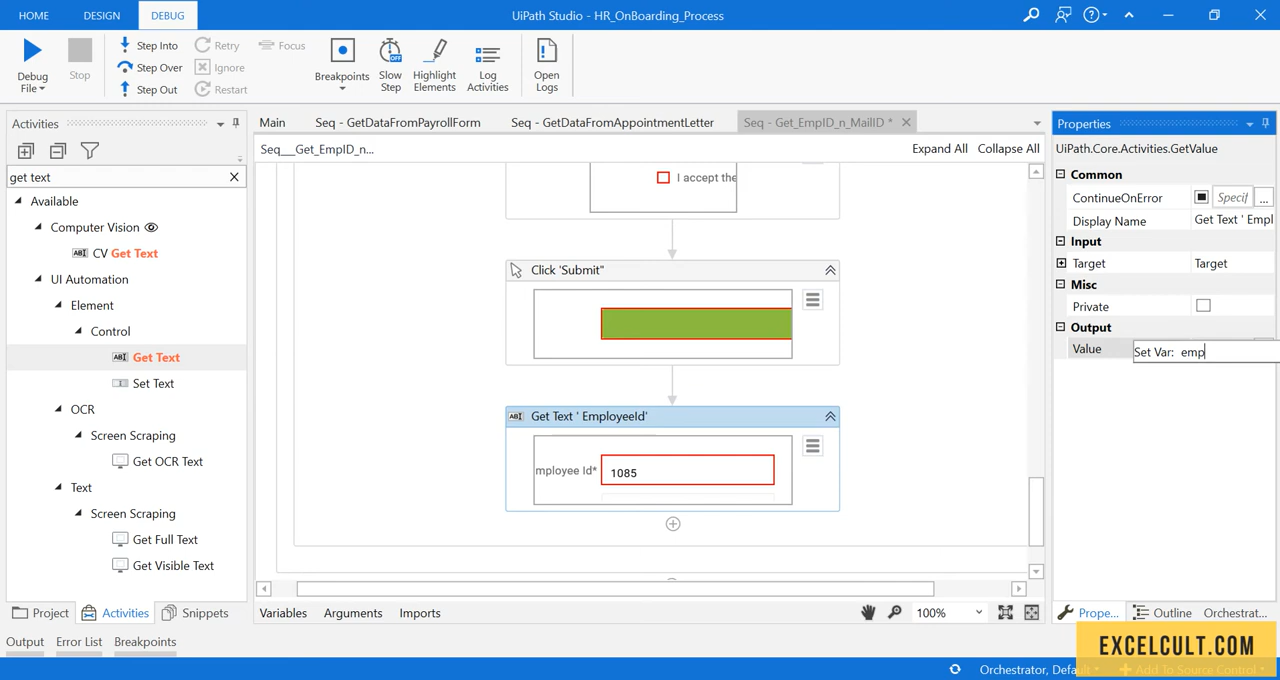 HOME DESIGN DEBUG UiPath Studio - HR_OnBoarding_Process
Debug File Stop Step Into Step Over Step Out Retry Ignore Restart Focus Breakpoints Slow Step OFF Highlight Elements Log Activities Open Logs
Activities
get text
Available
Computer Vision
CV Get Text
UI Automation
Element
Control
Get Text
Set Text
OCR
Screen Scraping
Get OCR Text
Text
Screen Scraping
Get Full Text
Get Visible Text
Project Activities Snippets
Main Seq - GetDataFromPayrollForm Seq - GetDataFromAppointmentLetter Seq - Get_EmpID_n_MailID *
Seq___Get_EmpID_n... Expand All Collapse All
I accept the
Click 'Submit"
Get Text ' EmployeeId'
mployee Id* 1085
Variables Arguments Imports 100%
Properties
UiPath.Core.Activities.GetValue
Common
ContinueOnError Specif ...
Display Name Get Text ' Empl
Input
Target Target
Misc
Private
Output
Value Set Var: emp
Prope... Outline Orchestrat...
Output Error List Breakpoints
EXCELCULT.COM
Orchestrator, Default Add To Source Control